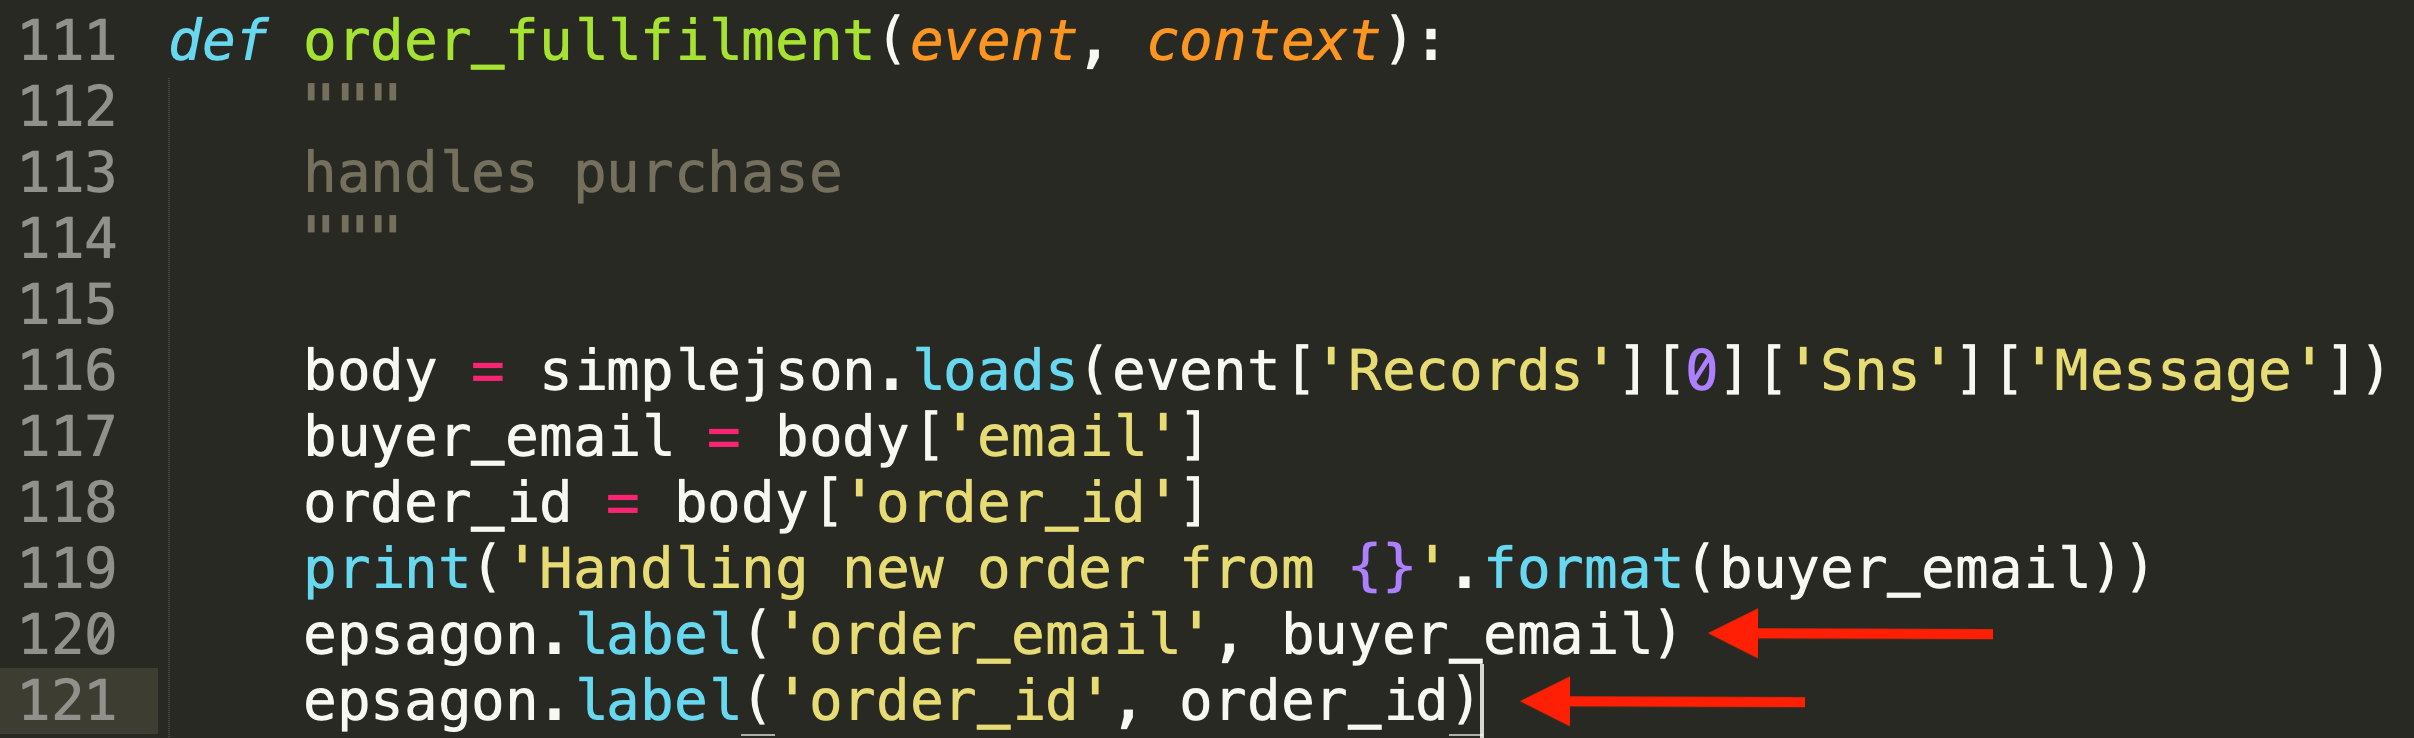 111 def order_fullfilment(event, context):
112     """
113     handles purchase
114     """
115
116     body = simplejson.loads(event['Records'][0]['Sns']['Message'])
117     buyer_email = body['email']
118     order_id = body['order_id']
119     print('Handling new order from {}'.format(buyer_email))
120     epsagon.label('order_email', buyer_email)
121     epsagon.label('order_id', order_id)